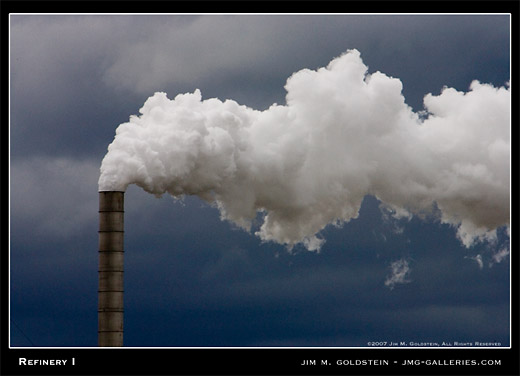 ©2007 Jim M. Goldstein, All Rights Reserved
Refinery I
JIM M. GOLDSTEIN - JMG-GALLERIES.COM